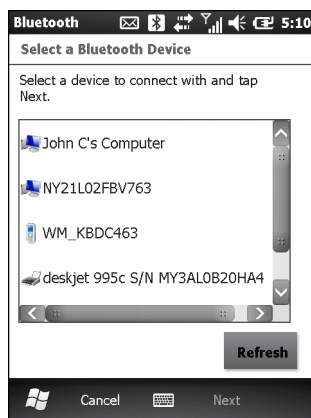 Bluetooth 5:10
Select a Bluetooth Device
Select a device to connect with and tap
Next.
John C's Computer
NY21L02FBV763
WM_KBDC463
deskjet 995c S/N MY3AL0B20HA4
Refresh
Cancel Next